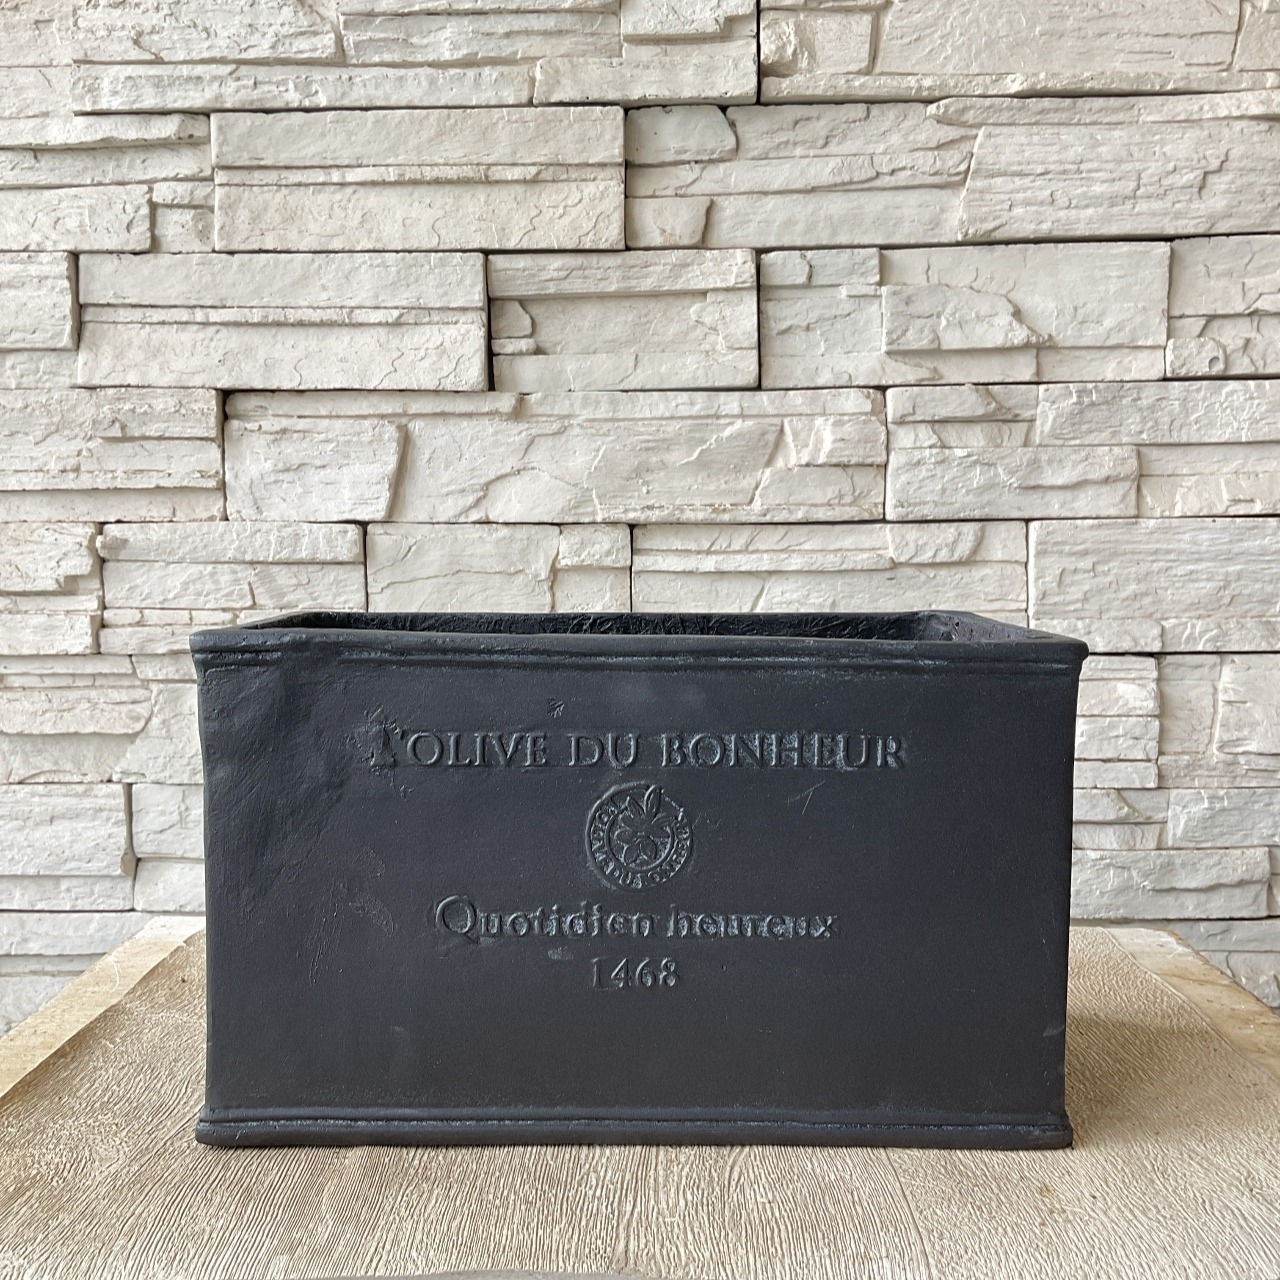 L'OLIVE DU BONHEUR
Quotidien heureux
1468